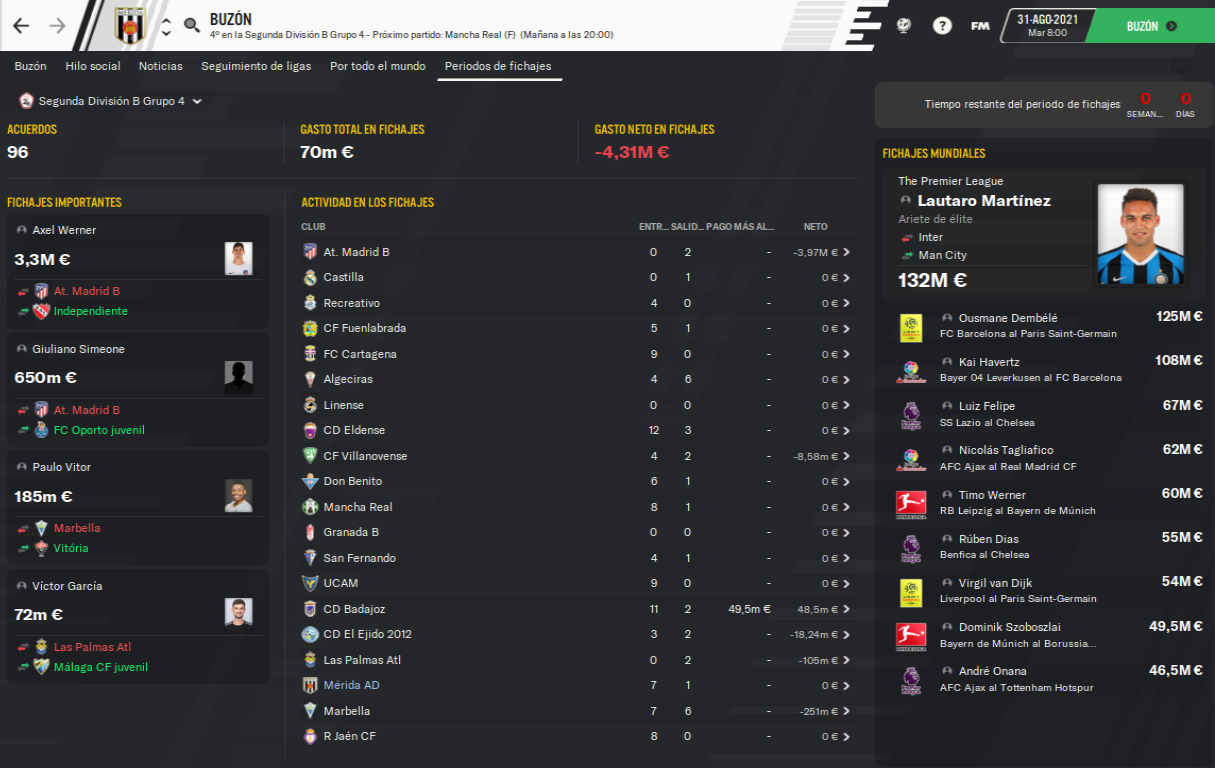 BUZÓN
4º en la Segunda División B Grupo 4 - Próximo partido: Mancha Real (F) (Mañana a las 20:00)
?
FM
31-AGO-2021
Mar 8:00
BUZÓN
Buzón Hilo social Noticias Seguimiento de ligas Por todo el mundo Periodos de fichajes
Segunda División B Grupo 4
Tiempo restante del periodo de fichajes
0 0
SEMAN... DÍAS
ACUERDOS
96
GASTO TOTAL EN FICHAJES
70m €
GASTO NETO EN FICHAJES
-4,31M €
FICHAJES IMPORTANTES
Axel Werner
3,3M €
At. Madrid B
Independiente
Giuliano Simeone
650m €
At. Madrid B
FC Oporto juvenil
Paulo Vitor
185m €
Marbella
Vitória
Víctor García
72m €
Las Palmas Atl
Málaga CF juvenil
ACTIVIDAD EN LOS FICHAJES
CLUB ENTR... SALID... PAGO MÁS AL... NETO
At. Madrid B 0 2 - -3,97M €
Castilla 0 1 - 0 €
Recreativo 4 0 - 0 €
CF Fuenlabrada 5 1 - 0 €
FC Cartagena 9 0 - 0 €
Algeciras 4 6 - 0 €
Linense 0 0 - 0 €
CD Eldense 12 3 - 0 €
CF Villanovense 4 2 - -8,58m €
Don Benito 6 1 - 0 €
Mancha Real 8 1 - 0 €
Granada B 0 0 - 0 €
San Fernando 4 1 - 0 €
UCAM 9 0 - 0 €
CD Badajoz 11 2 49,5m € 48,5m €
CD El Ejido 2012 3 2 - -18,24m €
Las Palmas Atl 0 2 - -105m €
Mérida AD 7 1 - 0 €
Marbella 7 6 - -251m €
R Jaén CF 8 0 - 0 €
FICHAJES MUNDIALES
The Premier League
Lautaro Martínez
Ariete de élite
Inter
Man City
132M €
Ousmane Dembélé 125M €
FC Barcelona al Paris Saint-Germain
Kai Havertz 108M €
Bayer 04 Leverkusen al FC Barcelona
Luiz Felipe 67M €
SS Lazio al Chelsea
Nicolás Tagliafico 62M €
AFC Ajax al Real Madrid CF
Timo Werner 60M €
RB Leipzig al Bayern de Múnich
Rúben Dias 55M €
Benfica al Chelsea
Virgil van Dijk 54M €
Liverpool al Paris Saint-Germain
Dominik Szoboszlai 49,5M €
Bayern de Múnich al Borussia...
André Onana 46,5M €
AFC Ajax al Tottenham Hotspur